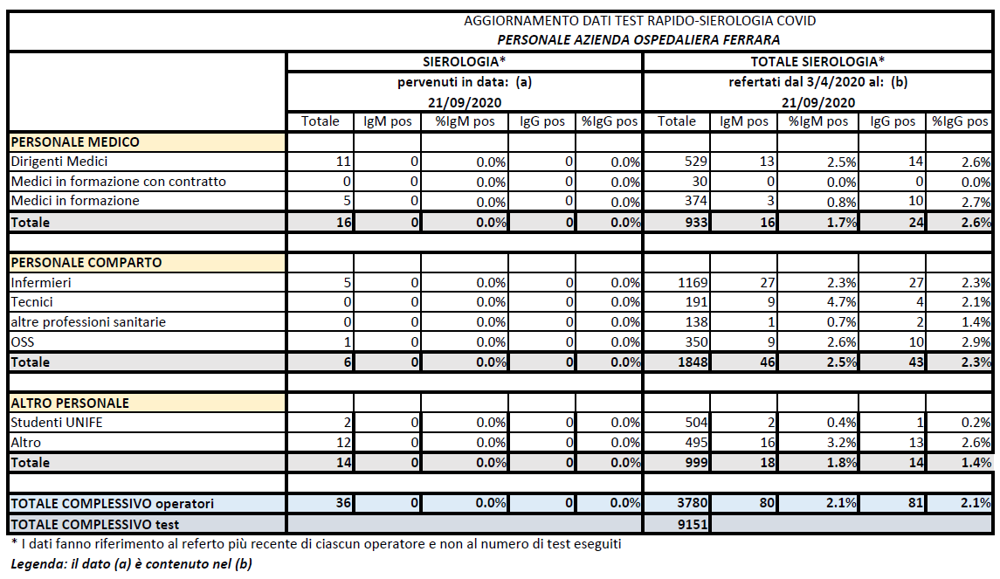 AGGIORNAMENTO DATI TEST RAPIDO-SIEROLOGIA COVID
PERSONALE AZIENDA OSPEDALIERA FERRARA
SIEROLOGIA* TOTALE SIEROLOGIA*
pervenuti in data: (a) refertati dal 3/4/2020 al: (b)
21/09/2020 21/09/2020
Totale IgM pos %IgM pos IgG pos %IgG pos Totale IgM pos %IgM pos IgG pos %IgG pos
PERSONALE MEDICO
Dirigenti Medici 11 0 0.0% 0 0.0% 529 13 2.5% 14 2.6%
Medici in formazione con contratto 0 0 0.0% 0 0.0% 30 0 0.0% 0 0.0%
Medici in formazione 5 0 0.0% 0 0.0% 374 3 0.8% 10 2.7%
Totale 16 0 0.0% 0 0.0% 933 16 1.7% 24 2.6%
PERSONALE COMPARTO
Infermieri 5 0 0.0% 0 0.0% 1169 27 2.3% 27 2.3%
Tecnici 0 0 0.0% 0 0.0% 191 9 4.7% 4 2.1%
altre professioni sanitarie 0 0 0.0% 0 0.0% 138 1 0.7% 2 1.4%
OSS 1 0 0.0% 0 0.0% 350 9 2.6% 10 2.9%
Totale 6 0 0.0% 0 0.0% 1848 46 2.5% 43 2.3%
ALTRO PERSONALE
Studenti UNIFE 2 0 0.0% 0 0.0% 504 2 0.4% 1 0.2%
Altro 12 0 0.0% 0 0.0% 495 16 3.2% 13 2.6%
Totale 14 0 0.0% 0 0.0% 999 18 1.8% 14 1.4%
TOTALE COMPLESSIVO operatori 36 0 0.0% 0 0.0% 3780 80 2.1% 81 2.1%
TOTALE COMPLESSIVO test 9151
* I dati fanno riferimento al referto più recente di ciascun operatore e non al numero di test eseguiti
Legenda: il dato (a) è contenuto nel (b)